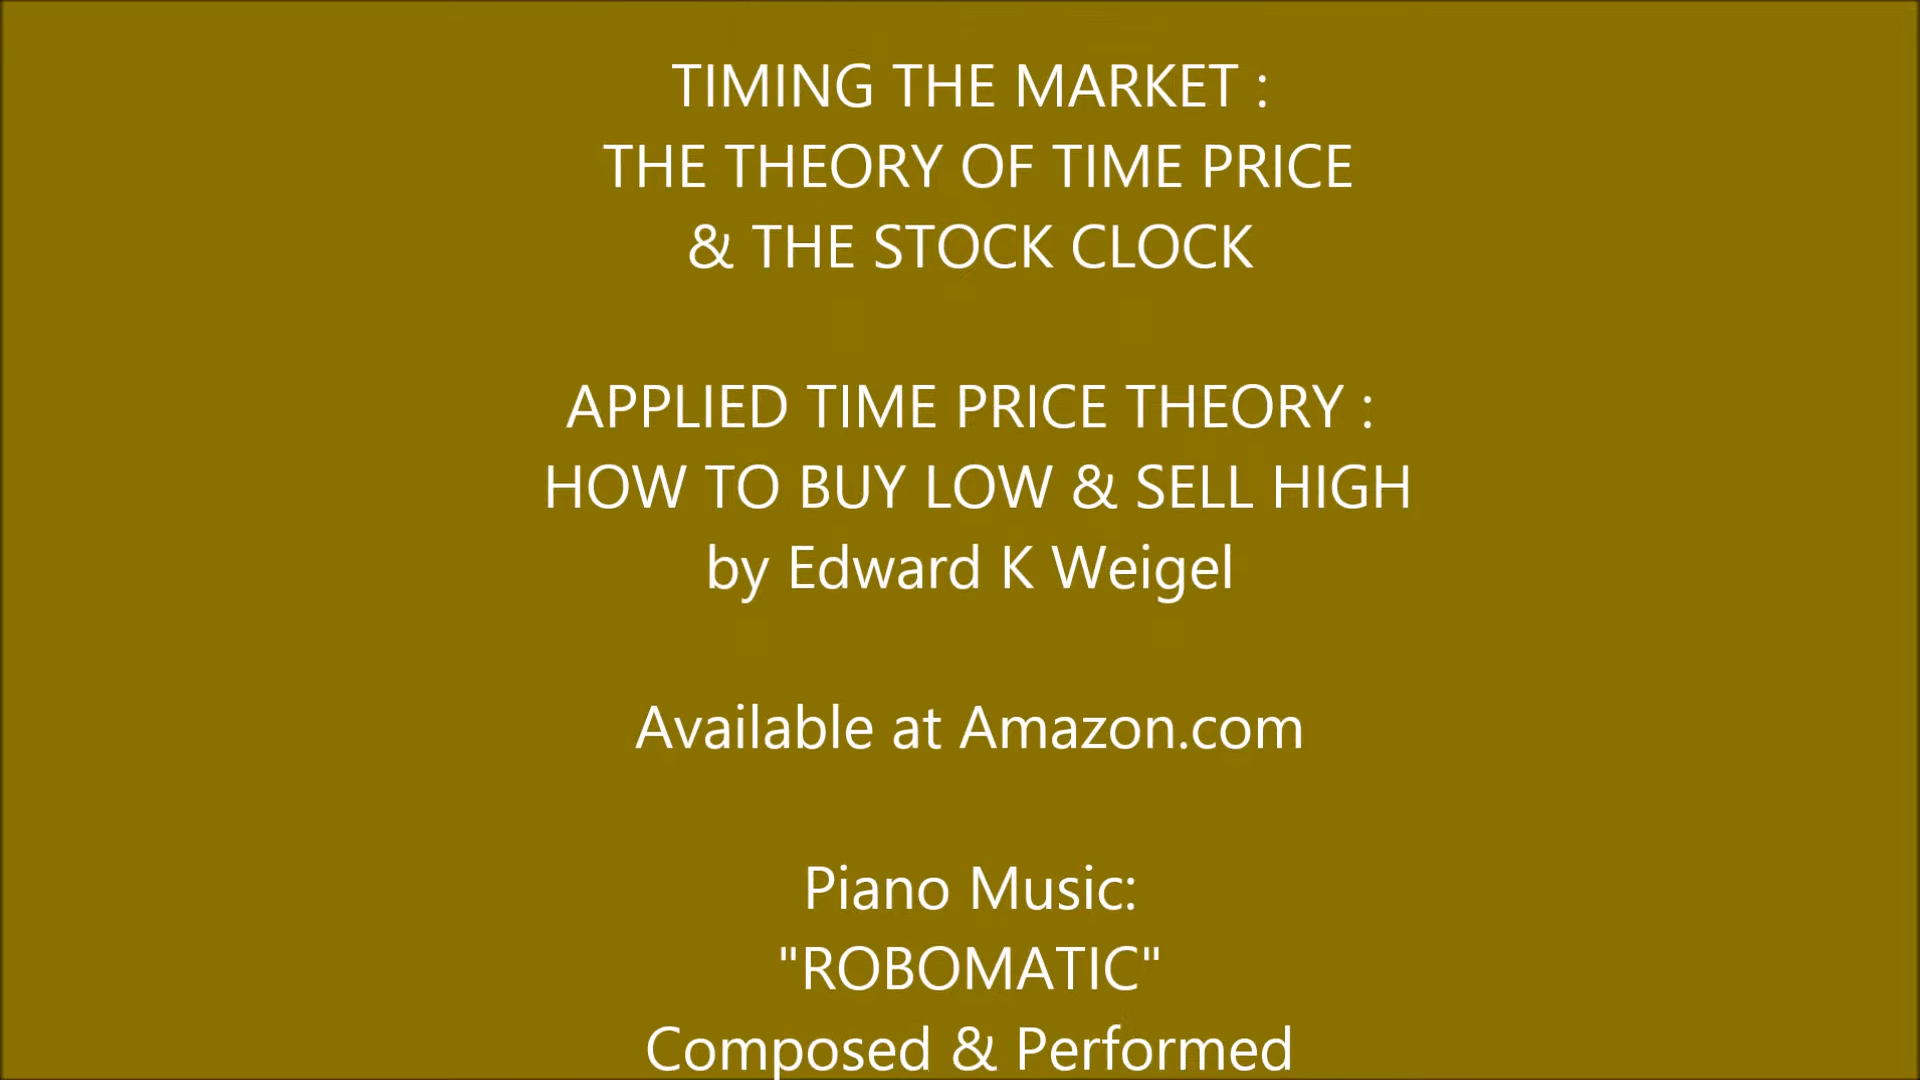 TIMING THE MARKET :
THE THEORY OF TIME PRICE
& THE STOCK CLOCK
APPLIED TIME PRICE THEORY :
HOW TO BUY LOW & SELL HIGH
by Edward K Weigel
Available at Amazon.com
Piano Music:
"ROBOMATIC"
Composed & Performed